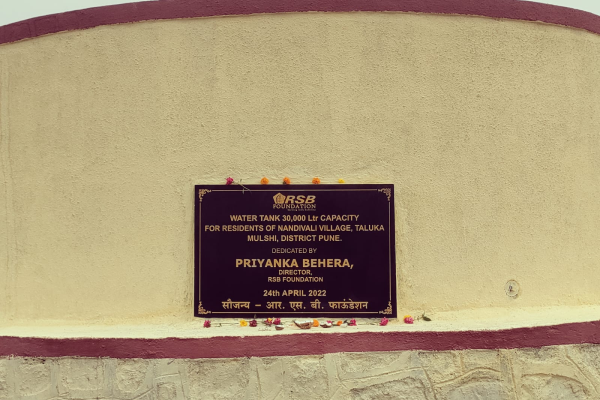 RSB
FOUNDATION
WATER TANK 30,000 Ltr CAPACITY
FOR RESIDENTS OF NANDIVALI VILLAGE, TALUKA
MULSHI, DISTRICT PUNE.
DEDICATED BY
PRIYANKA BEHERA,
DIRECTOR,
RSB FOUNDATION
24th APRIL 2022
सौजन्य – आर. एस. बी. फाऊंडेशन